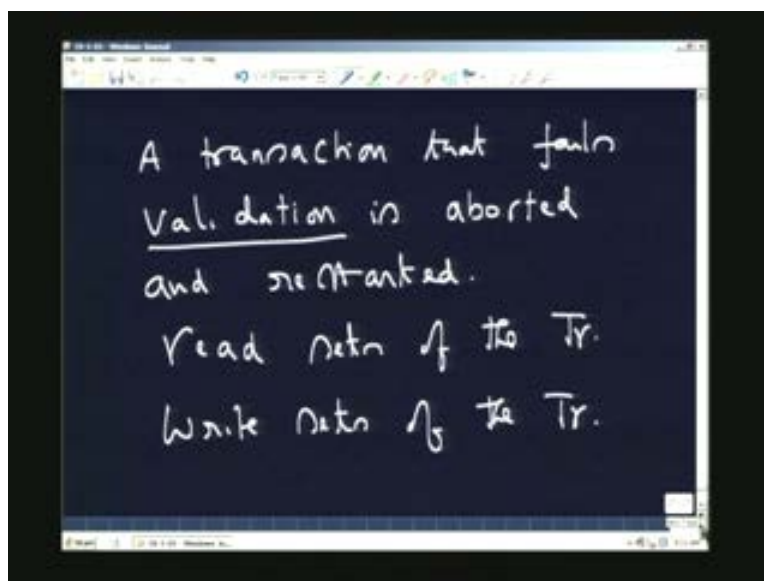 A transaction that fails
validation is aborted
and restarted.
read sets of the Tr.
Write sets of the Tr.